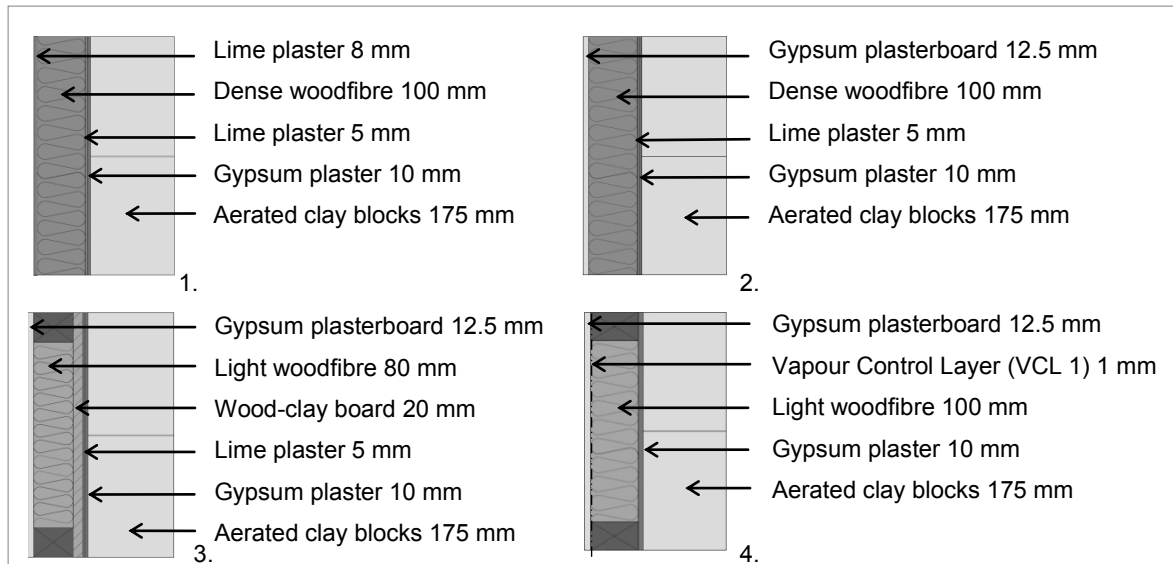 Lime plaster 8 mm
Dense woodfibre 100 mm
Lime plaster 5 mm
Gypsum plaster 10 mm
Aerated clay blocks 175 mm
1.
Gypsum plasterboard 12.5 mm
Dense woodfibre 100 mm
Lime plaster 5 mm
Gypsum plaster 10 mm
Aerated clay blocks 175 mm
2.
Gypsum plasterboard 12.5 mm
Light woodfibre 80 mm
Wood-clay board 20 mm
Lime plaster 5 mm
Gypsum plaster 10 mm
Aerated clay blocks 175 mm
3.
Gypsum plasterboard 12.5 mm
Vapour Control Layer (VCL 1) 1 mm
Light woodfibre 100 mm
Gypsum plaster 10 mm
Aerated clay blocks 175 mm
4.